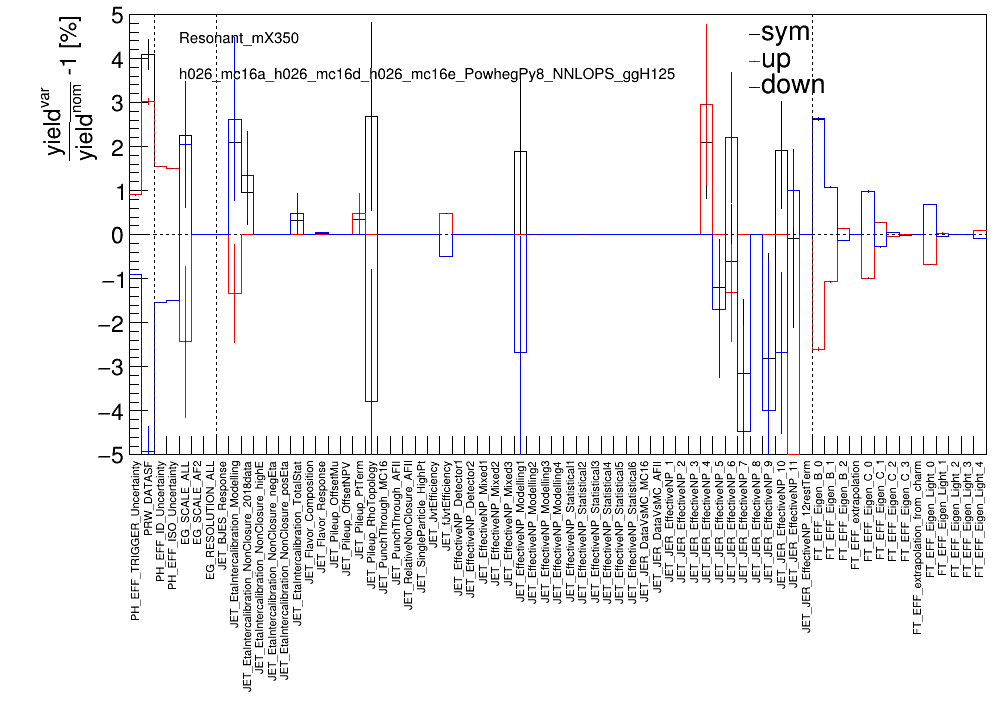 yield^var / yield^nom -1 [%]
Resonant_mX350
h026_mc16a_h026_mc16d_h026_mc16e_PowhegPy8_NNLOPS_ggH125
−sym
−up
−down
5
4
3
2
1
0
−1
−2
−3
−4
−5
PH_EFF_TRIGGER_Uncertainty
PRW_DATASF
PH_EFF_ID_Uncertainty
PH_EFF_ISO_Uncertainty
EG_SCALE_ALL
EG_SCALE_AF2
EG_RESOLUTION_ALL
JET_BJES_Response
JET_EtaIntercalibration_Modelling
JET_EtaIntercalibration_NonClosure_2018data
JET_EtaIntercalibration_NonClosure_highE
JET_EtaIntercalibration_NonClosure_negEta
JET_EtaIntercalibration_NonClosure_posEta
JET_EtaIntercalibration_TotalStat
JET_Flavor_Composition
JET_Flavor_Response
JET_Pileup_OffsetMu
JET_Pileup_OffsetNPV
JET_Pileup_PtTerm
JET_Pileup_RhoTopology
JET_PunchThrough_MC16
JET_PunchThrough_AFII
JET_RelativeNonClosure_AFII
JET_SingleParticle_HighPt
JET_JvtEfficiency
JET_fJvtEfficiency
JET_EffectiveNP_Detector1
JET_EffectiveNP_Detector2
JET_EffectiveNP_Mixed1
JET_EffectiveNP_Mixed2
JET_EffectiveNP_Mixed3
JET_EffectiveNP_Modelling1
JET_EffectiveNP_Modelling2
JET_EffectiveNP_Modelling3
JET_EffectiveNP_Modelling4
JET_EffectiveNP_Statistical1
JET_EffectiveNP_Statistical2
JET_EffectiveNP_Statistical3
JET_EffectiveNP_Statistical4
JET_EffectiveNP_Statistical5
JET_EffectiveNP_Statistical6
JET_JER_DataVsMC_MC16
JET_JER_DataVsMC_AFII
JET_JER_EffectiveNP_1
JET_JER_EffectiveNP_2
JET_JER_EffectiveNP_3
JET_JER_EffectiveNP_4
JET_JER_EffectiveNP_5
JET_JER_EffectiveNP_6
JET_JER_EffectiveNP_7
JET_JER_EffectiveNP_8
JET_JER_EffectiveNP_9
JET_JER_EffectiveNP_10
JET_JER_EffectiveNP_11
JET_JER_EffectiveNP_12restTerm
FT_EFF_Eigen_B_0
FT_EFF_Eigen_B_1
FT_EFF_Eigen_B_2
FT_EFF_extrapolation
FT_EFF_Eigen_C_0
FT_EFF_Eigen_C_1
FT_EFF_Eigen_C_2
FT_EFF_Eigen_C_3
FT_EFF_extrapolation_from_charm
FT_EFF_Eigen_Light_0
FT_EFF_Eigen_Light_1
FT_EFF_Eigen_Light_2
FT_EFF_Eigen_Light_3
FT_EFF_Eigen_Light_4